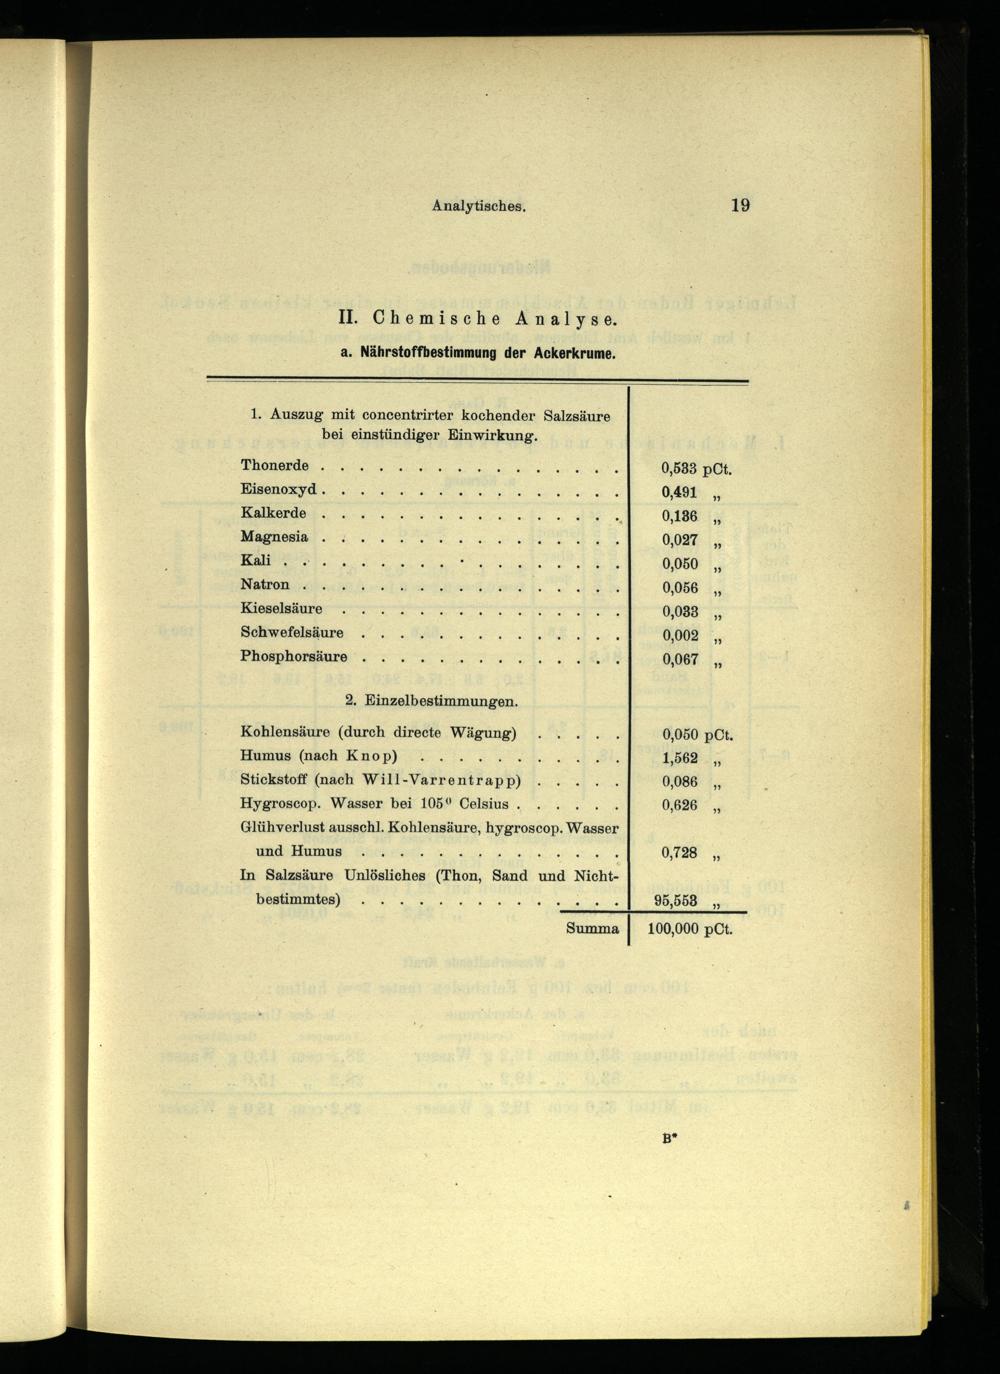 Analytisches. 19
II. Chemische Analyse.
a. Nährstoffbestimmung der Ackerkrume.
1. Auszug mit concentrirter kochender Salzsäure
bei einstündiger Einwirkung.
Thonerde . . . . . . . . . . . . . . . . 0,533 pCt.
Eisenoxyd . . . . . . . . . . . . . . . . 0,491 „
Kalkerde . . . . . . . . . . . . . . . . 0,136 „
Magnesia . . . . . . . . . . . . . . . . 0,027 „
Kali . . . . . . . . . . . . . . . . . . 0,050 „
Natron . . . . . . . . . . . . . . . . . 0,056 „
Kieselsäure . . . . . . . . . . . . . . . 0,033 „
Schwefelsäure . . . . . . . . . . . . . . 0,002 „
Phosphorsäure . . . . . . . . . . . . . . 0,067 „
2. Einzelbestimmungen.
Kohlensäure (durch directe Wägung) . . . . . 0,050 pCt.
Humus (nach Knop) . . . . . . . . . . . . 1,562 „
Stickstoff (nach Will-Varrentrapp) . . . . . 0,086 „
Hygroscop. Wasser bei 105° Celsius . . . . . . 0,626 „
Glühverlust ausschl. Kohlensäure, hygroscop. Wasser
und Humus . . . . . . . . . . . . . . 0,728 „
In Salzsäure Unlösliches (Thon, Sand und Nicht-
bestimmtes) . . . . . . . . . . . . . . 95,553 „
Summa 100,000 pCt.
B*